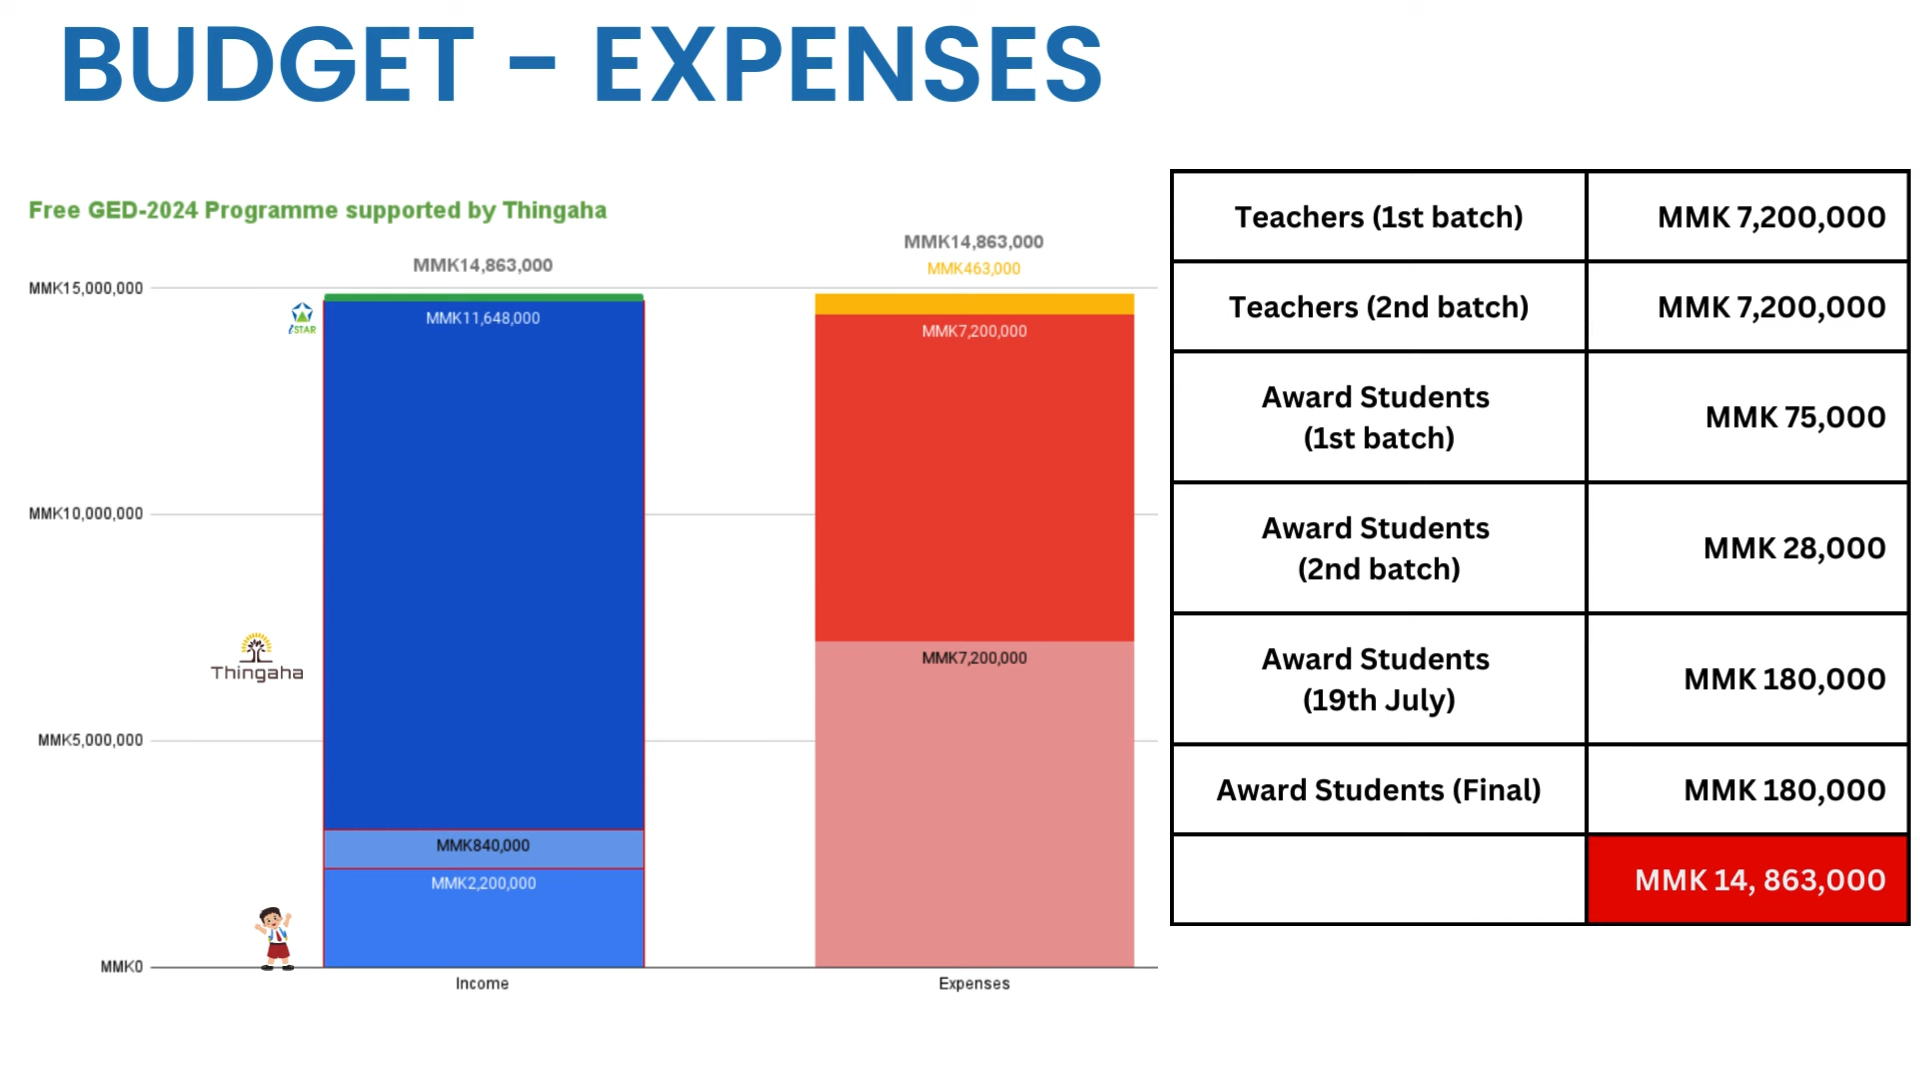 BUDGET - EXPENSES
Free GED-2024 Programme supported by Thingaha
MMK14,863,000
MMK14,863,000
MMK463,000
MMK15,000,000
MMK10,000,000
MMK5,000,000
MMK0
iSTAR
MMK11,648,000
Thingaha
MMK840,000
MMK2,200,000
MMK7,200,000
MMK7,200,000
Income
Expenses
Teachers (1st batch) MMK 7,200,000
Teachers (2nd batch) MMK 7,200,000
Award Students
(1st batch)
MMK 75,000
Award Students
(2nd batch)
MMK 28,000
Award Students
(19th July)
MMK 180,000
Award Students (Final) MMK 180,000
MMK 14, 863,000